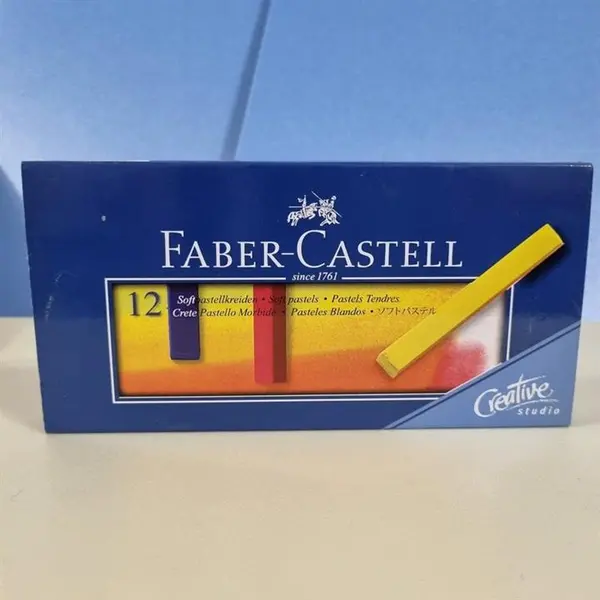 FABER-CASTELL
since 1761
12
Softpastellkreiden • Soft pastels • Pastels Tendres
Crete Pastello Morbide • Pasteles Blandos • ソフトパステル
Creative
studio